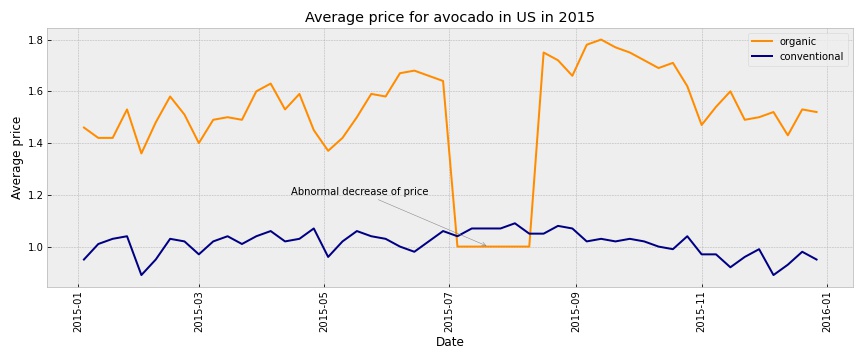 Average price for avocado in US in 2015
organic
conventional
Average price
1.8
1.6
1.4
1.2
1.0
Abnormal decrease of price
2015-01
2015-03
2015-05
2015-07
2015-09
2015-11
2016-01
Date